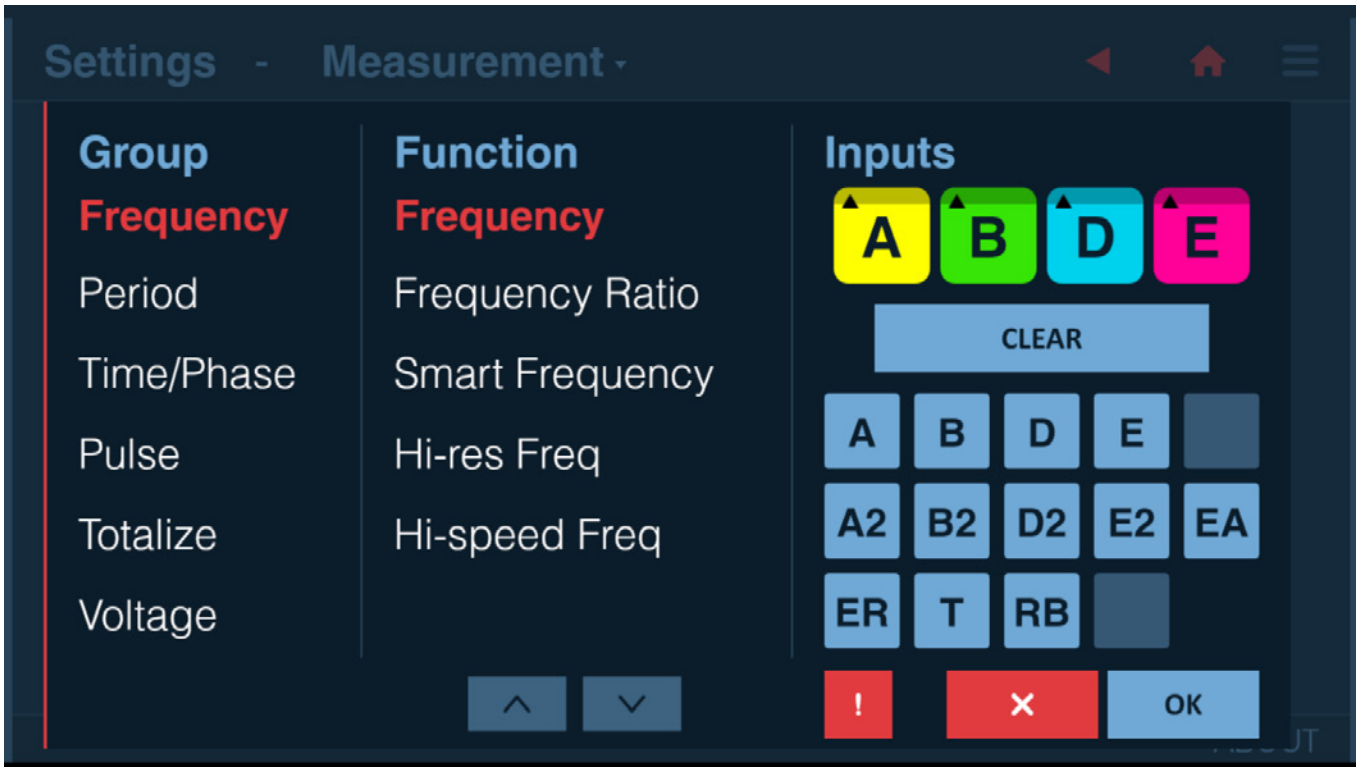 Settings - Measurement
Group
Frequency
Period
Time/Phase
Pulse
Totalize
Voltage
Function
Frequency
Frequency Ratio
Smart Frequency
Hi-res Freq
Hi-speed Freq
Inputs
A B D E
CLEAR
A B D E
A2 B2 D2 E2 EA
ER T RB
! X OK
ABOUT